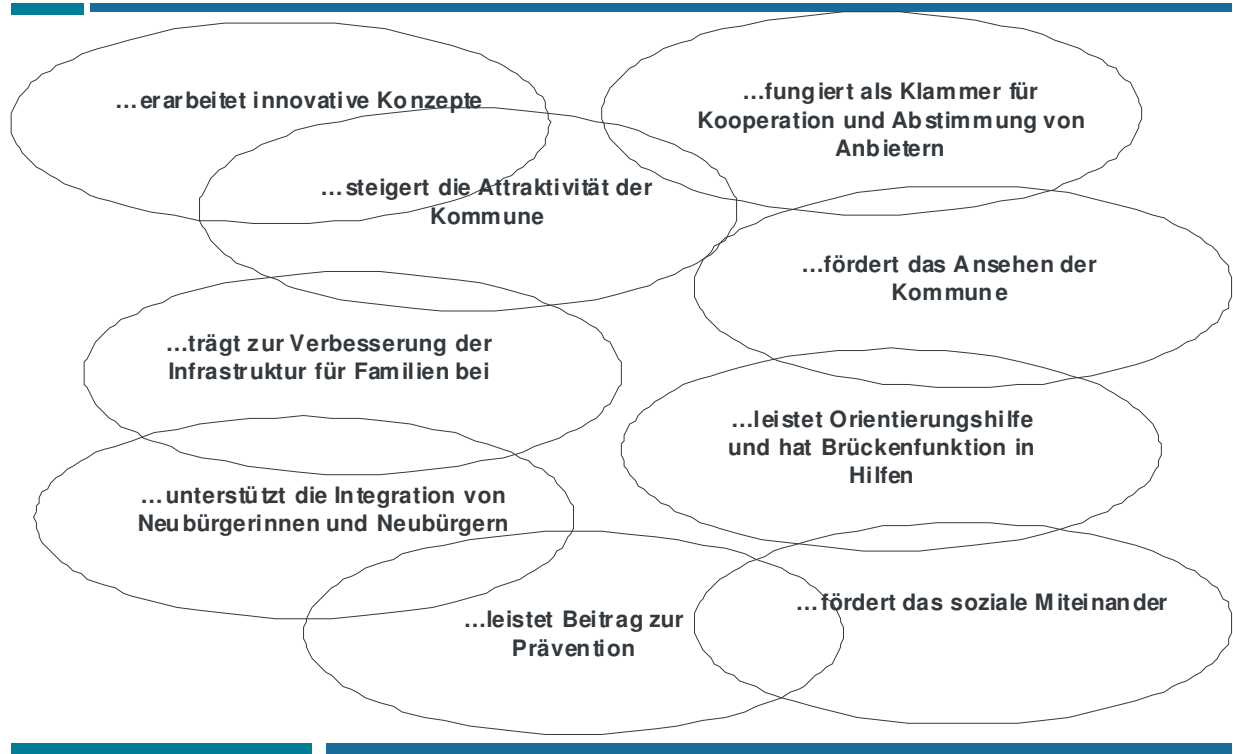 …erarbeitet innovative Konzepte
…fungiert als Klammer für
Kooperation und Abstimmung von
Anbietern
…steigert die Attraktivität der
Kommune
…fördert das Ansehen der
Kommune
…trägt zur Verbesserung der
Infrastruktur für Familien bei
…leistet Orientierungshilfe
und hat Brückenfunktion in
Hilfen
…unterstützt die Integration von
Neubürgerinnen und Neubürgern
…leistet Beitrag zur
Prävention
…fördert das soziale Miteinander